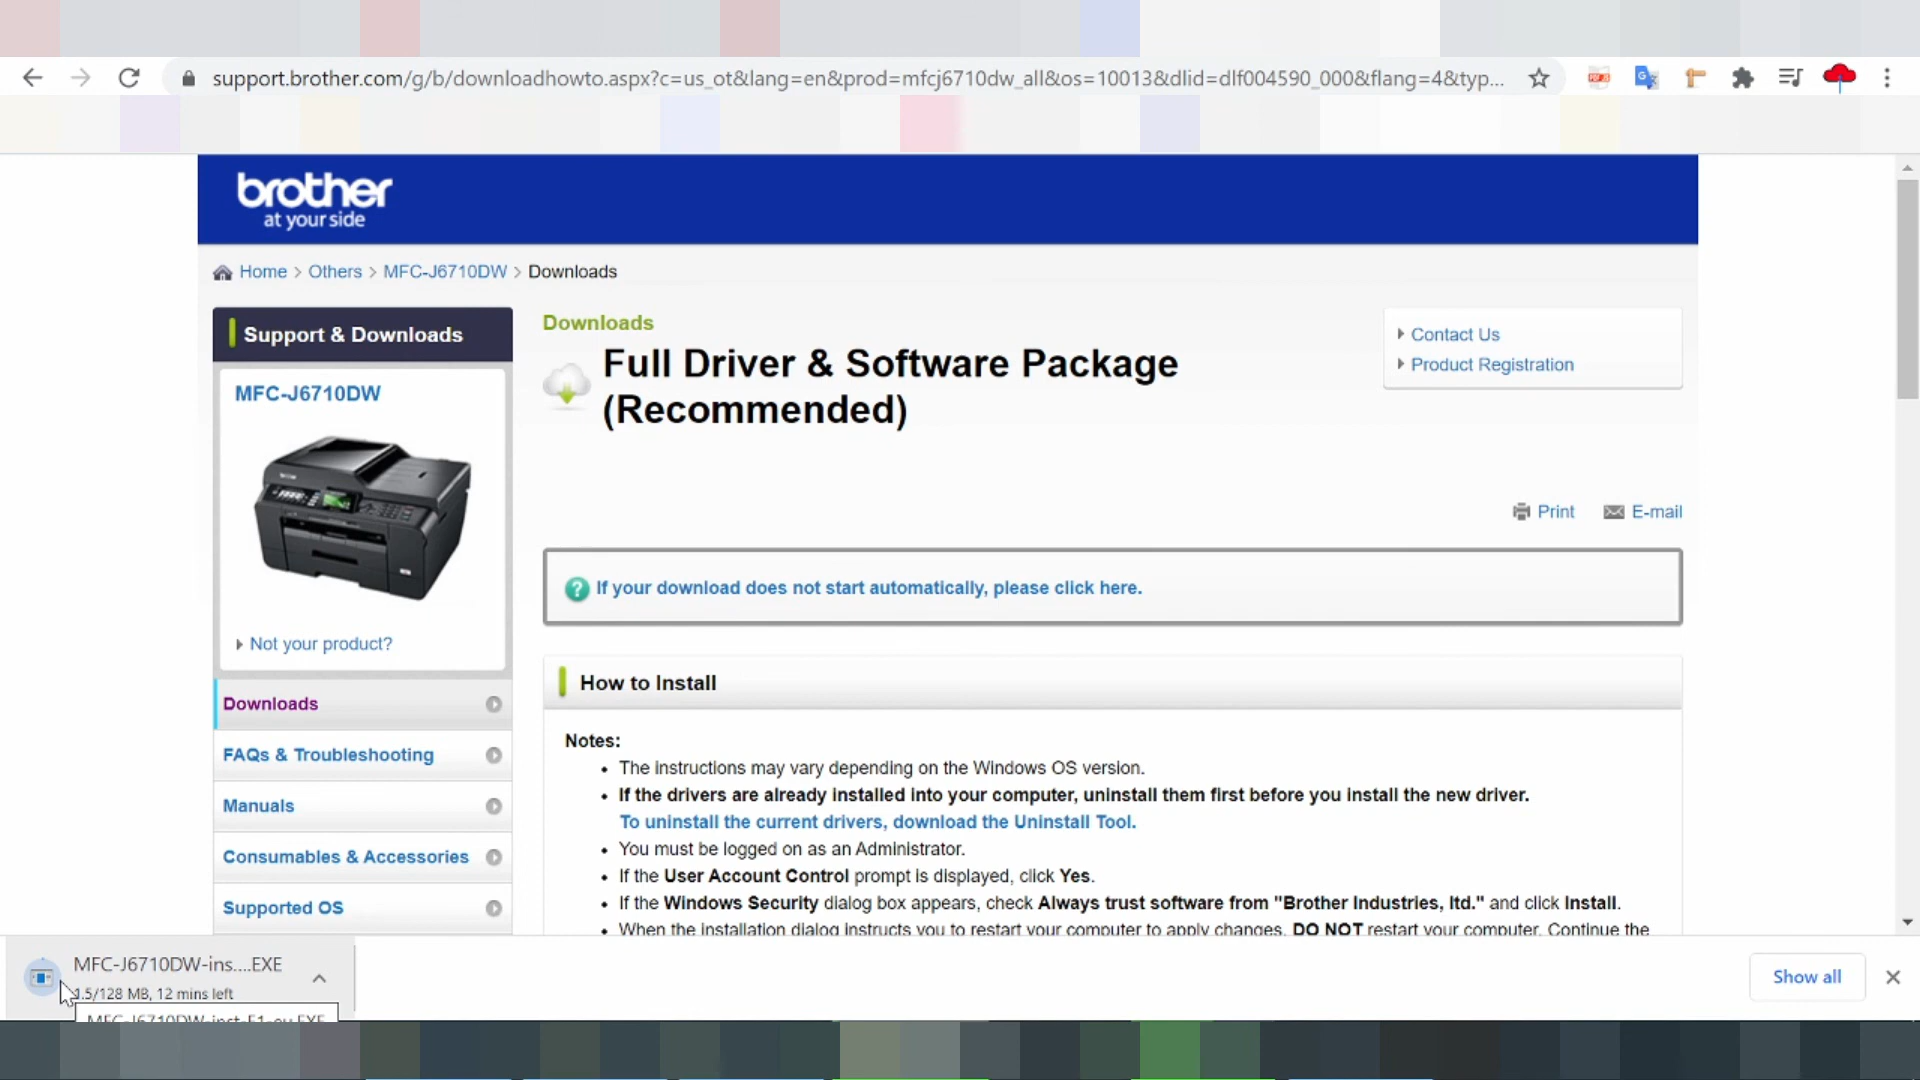 support.brother.com/g/b/downloadhowto.aspx?c=us_ot&lang=en&prod=mfcj6710dw_all&os=10013&dlid=dlf004590_000&flang=4&typ...
brother
at your side
Home > Others > MFC-J6710DW > Downloads
Support & Downloads
MFC-J6710DW
Not your product?
Downloads
FAQs & Troubleshooting
Manuals
Consumables & Accessories
Supported OS
Downloads
Full Driver & Software Package
(Recommended)
Contact Us
Product Registration
Print
E-mail
If your download does not start automatically, please click here.
How to Install
Notes:
The instructions may vary depending on the Windows OS version.
If the drivers are already installed into your computer, uninstall them first before you install the new driver.
To uninstall the current drivers, download the Uninstall Tool.
You must be logged on as an Administrator.
If the User Account Control prompt is displayed, click Yes.
If the Windows Security dialog box appears, check Always trust software from "Brother Industries, ltd." and click Install.
When the installation dialog instructs you to restart your computer to apply changes, DO NOT restart your computer. Continue the
MFC-J6710DW-ins....EXE
1.5/128 MB, 12 mins left
MFC-J6710DW-inst-E1-eu.EXE
Show all